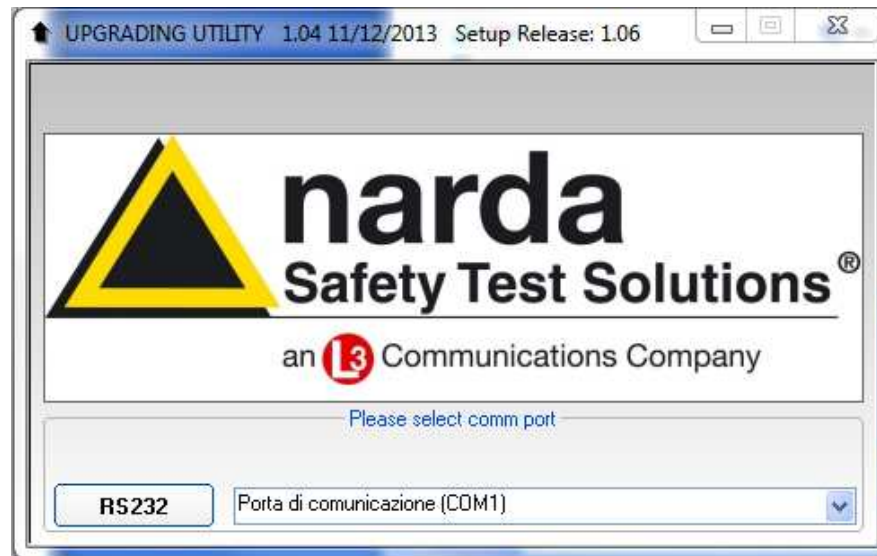 UPGRADING UTILITY 1.04 11/12/2013 Setup Release: 1.06
narda
Safety Test Solutions®
an L3 Communications Company
Please select comm port
RS232 Porta di comunicazione (COM1)